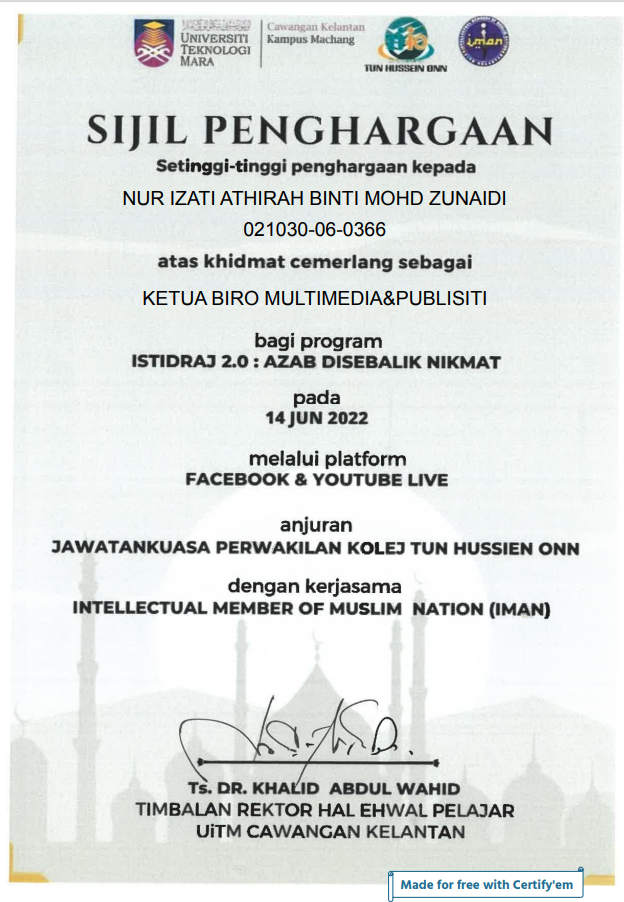 UNIVERSITI
TEKNOLOGI
MARA
Cawangan Kelantan
Kampus Machang
TUN HUSSEIN ONN
iman
SIJIL PENGHARGAAN
Setinggi-tinggi penghargaan kepada
NUR IZATI ATHIRAH BINTI MOHD ZUNAIDI
021030-06-0366
atas khidmat cemerlang sebagai
KETUA BIRO MULTIMEDIA&PUBLISITI
bagi program
ISTIDRAJ 2.0 : AZAB DISEBALIK NIKMAT
pada
14 JUN 2022
melalui platform
FACEBOOK & YOUTUBE LIVE
anjuran
JAWATANKUASA PERWAKILAN KOLEJ TUN HUSSIEN ONN
dengan kerjasama
INTELLECTUAL MEMBER OF MUSLIM NATION (IMAN)
Ts. DR. KHALID ABDUL WAHID
TIMBALAN REKTOR HAL EHWAL PELAJAR
UiTM CAWANGAN KELANTAN
Made for free with Certify'em